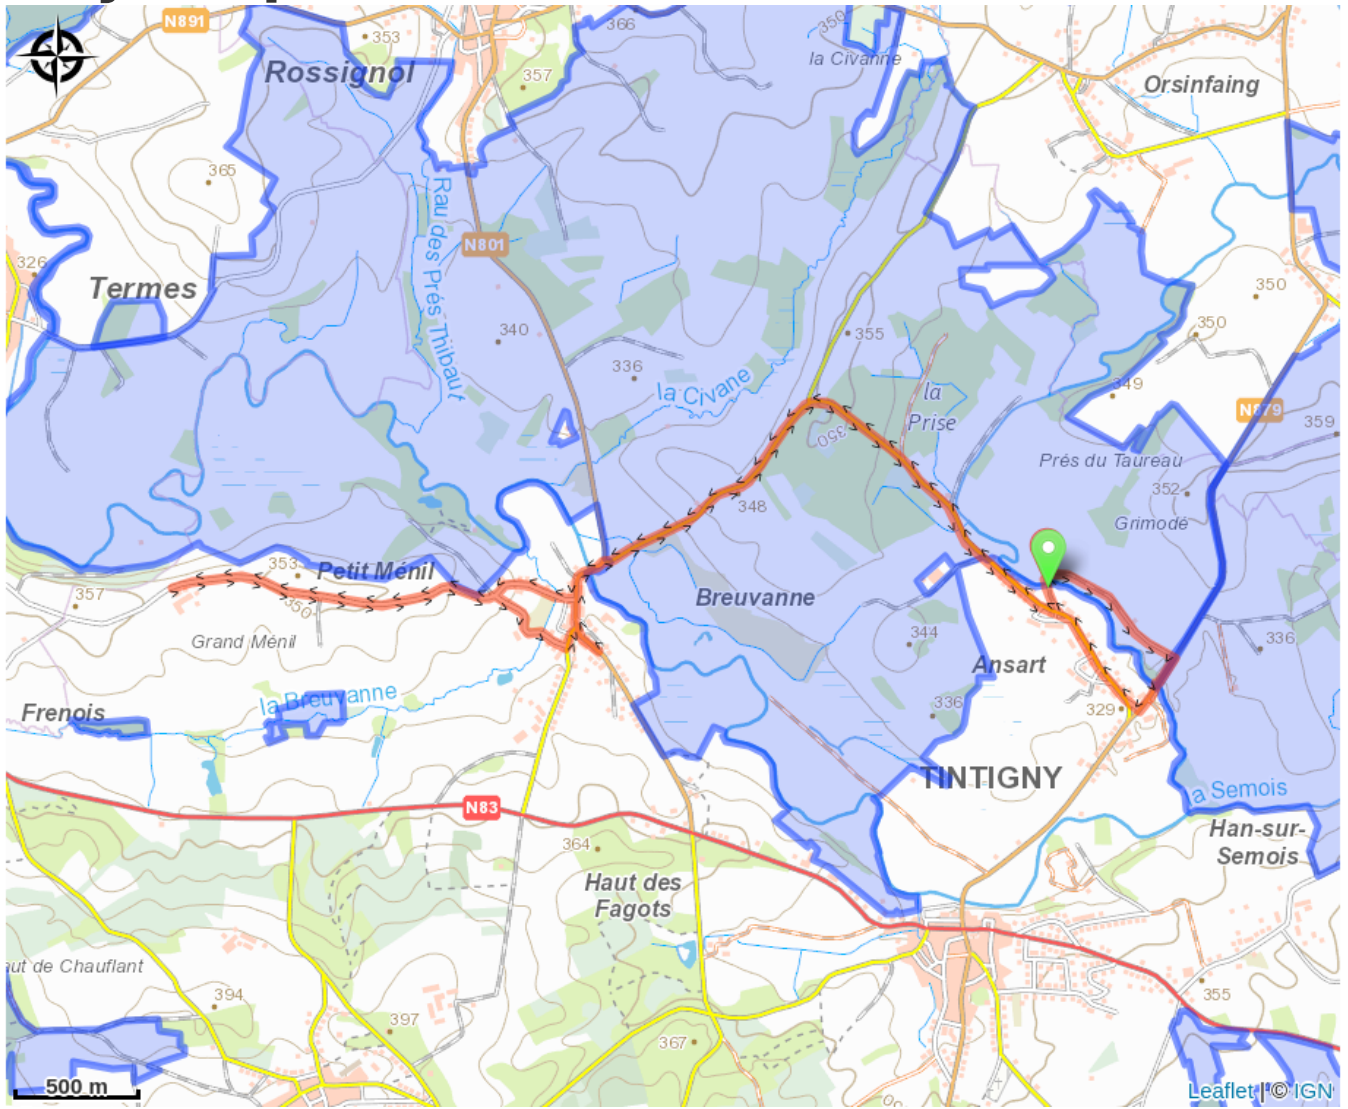 N891
353
366
350
la Civanne
Rossignol
357
Orsinfaing
365
Rau des Prés Thibaut
N801
326
Termes
350
340
355
350
336
la Civane
349
la
Prise
N879
350
359
Prés du Taureau
348
352
Grimodé
353
Petit Ménil
357
350
Breuvanne
344
336
Grand Ménil
Ansart
la Breuvanne
336
329
Frenois
TINTIGNY
la Semois
N83
Han-sur-
Semois
364
Haut des
Fagots
aut de Chauflant
394
355
397
367
500 m
Leaflet | © IGN